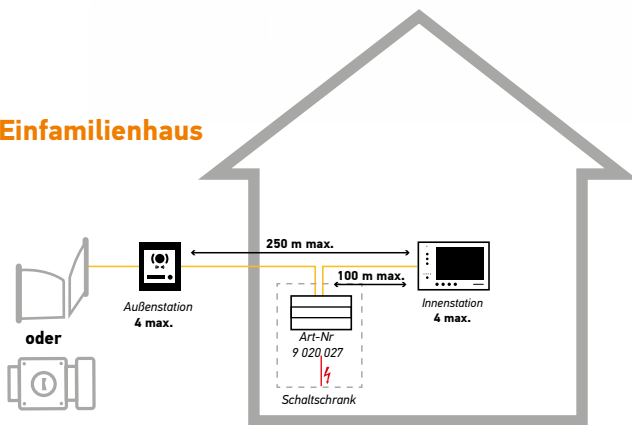 Einfamilienhaus
250 m max.
100 m max.
Außenstation
4 max.
Innenstation
4 max.
oder
Art-Nr
9 020 027
Schaltschrank